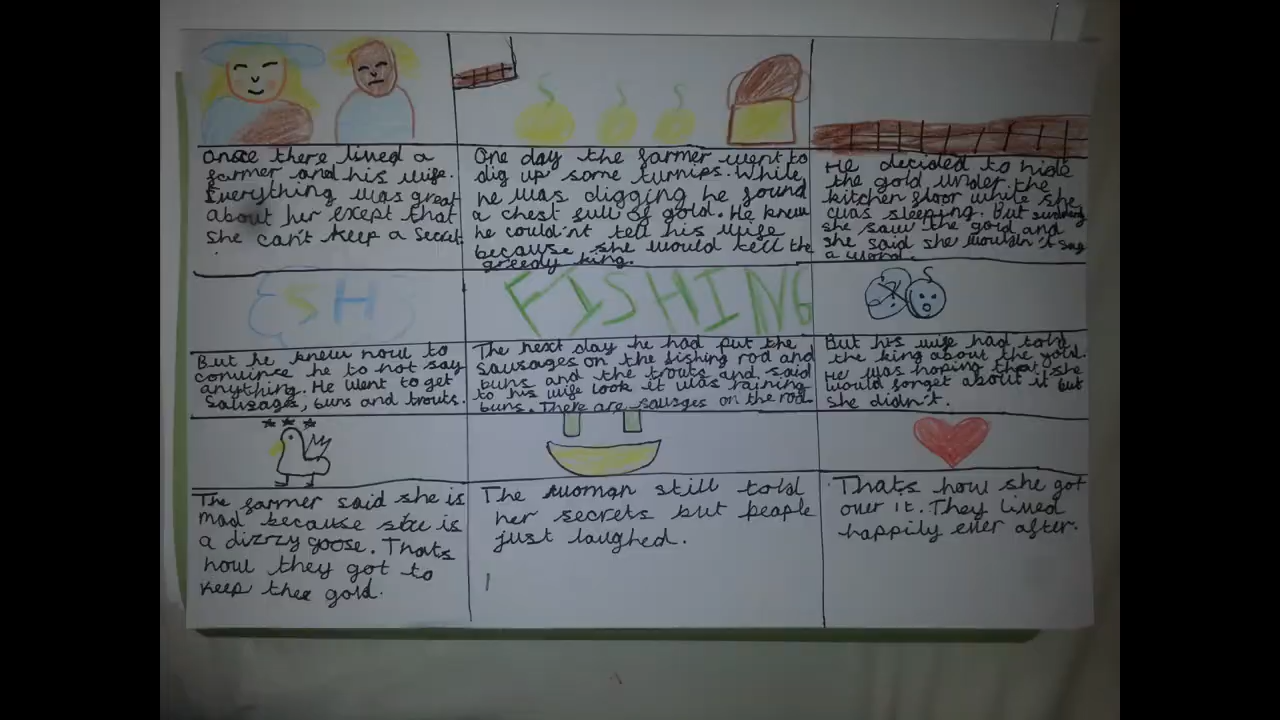 Once there lived a
farmer and his wife.
Everything was great
about her exept that
she can't keep a secret.
One day the farmer went to
dig up some turnips. While
he was digging he found
a chest full of gold. He knew
he could'nt tell his wife
because she would tell the
greedy king.
He decided to hide
the gold under the
kitchen floor while she
was sleeping. But suddenly
she saw the gold and
she said she wouldn't say
a word.
SH
But he knew how to
convince he to not say
anything. He went to get
sausages, buns and trouts.
FISHING
The next day he had put the
sausages on the fishing rod and
buns and the trouts and said
to his wife look it was raining
buns. There are sausges on the rod
But his wife had told
the king about the gold.
He was hoping that she
would forget about it but
she didn't.
The farmer said she is
mad because she is
a dizzy goose. Thats
how they got to
keep thee gold.
The woman still told
her secrets but people
just laughed.
Thats how she got
over it. They lived
happily ever after.